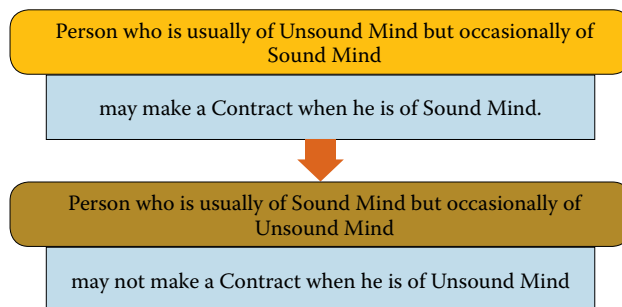 Person who is usually of Unsound Mind but occasionally of
Sound Mind
may make a Contract when he is of Sound Mind.
Person who is usually of Sound Mind but occasionally of
Unsound Mind
may not make a Contract when he is of Unsound Mind